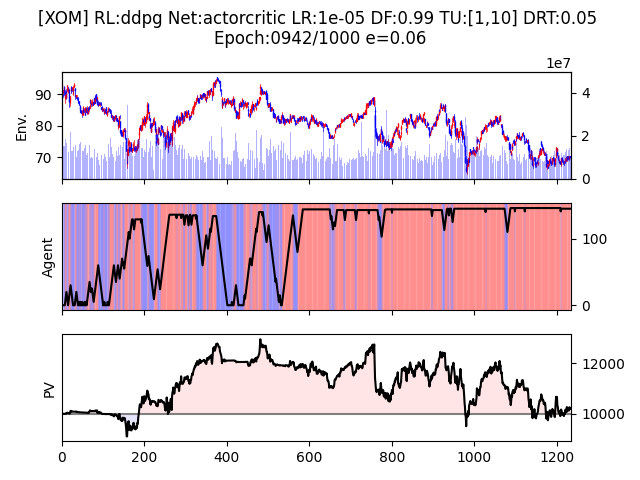 [XOM] RL:ddpg Net:actorcritic LR:1e-05 DF:0.99 TU:[1,10] DRT:0.05
Epoch:0942/1000 e=0.06
1e7
Env.
90
80
70
4
2
0
Agent
100
0
PV
12000
10000
0
200
400
600
800
1000
1200